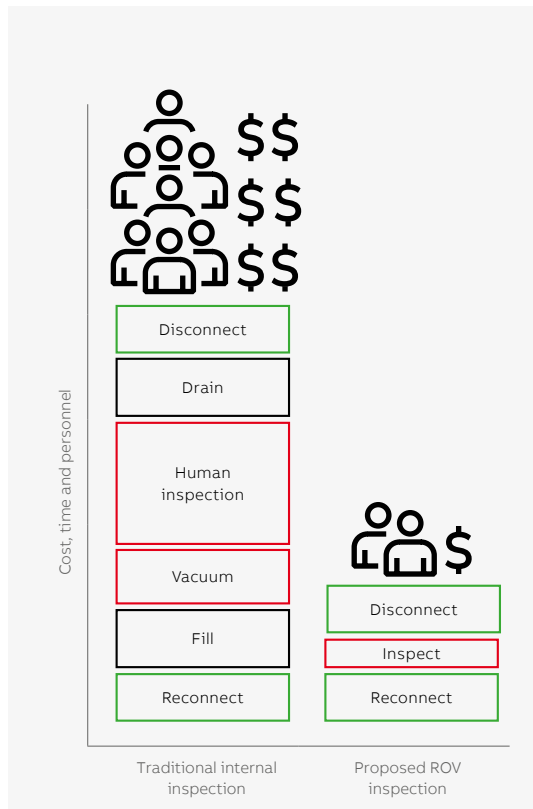 $$
$$
$$
Disconnect
Drain
Human
inspection
Vacuum
Fill
Reconnect
$
Disconnect
Inspect
Reconnect
Cost, time and personnel
Traditional internal
inspection
Proposed ROV
inspection